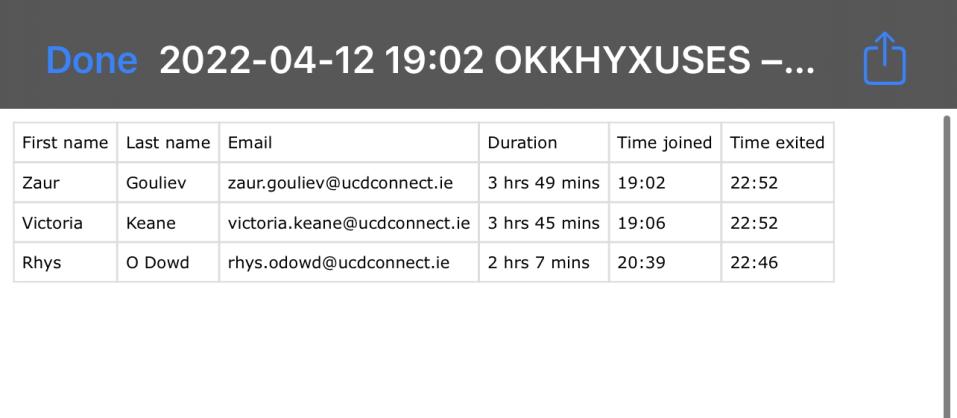 Done 2022-04-12 19:02 OKKHYXUSES –...
First name Last name Email Duration Time joined Time exited
Zaur Gouliev zaur.gouliev@ucdconnect.ie 3 hrs 49 mins 19:02 22:52
Victoria Keane victoria.keane@ucdconnect.ie 3 hrs 45 mins 19:06 22:52
Rhys O Dowd rhys.odowd@ucdconnect.ie 2 hrs 7 mins 20:39 22:46